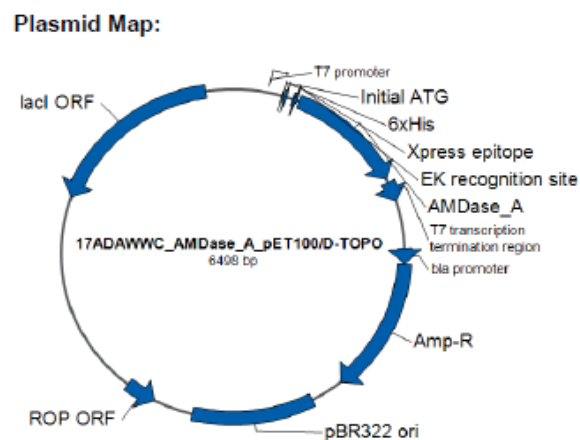 Plasmid Map:
T7 promoter
lacI ORF
Initial ATG
6xHis
Xpress epitope
EK recognition site
AMDase_A
T7 transcription
termination region
17ADAWWC_AMDase_A_pET100/D-TOPO
6498 bp
bla promoter
Amp-R
ROP ORF
pBR322 ori